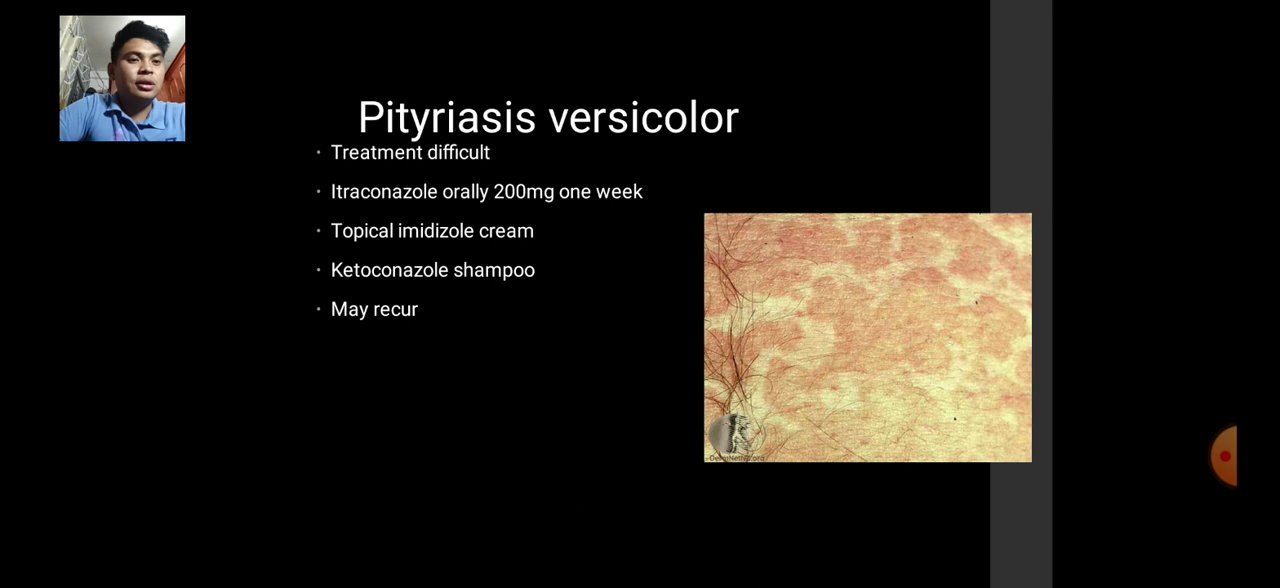 Pityriasis versicolor
Treatment difficult
Itraconazole orally 200mg one week
Topical imidizole cream
Ketoconazole shampoo
May recur